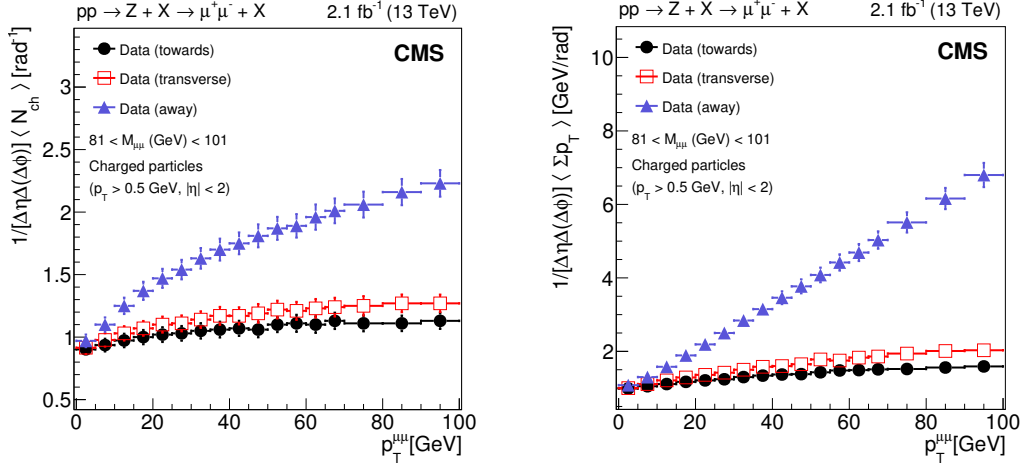 pp → Z + X → μ⁺μ⁻ + X 2.1 fb⁻¹ (13 TeV)
CMS
Data (towards)
Data (transverse)
Data (away)
81 < M_μμ (GeV) < 101
Charged particles
(p_T > 0.5 GeV, |η| < 2)
1/[ΔηΔ(Δϕ)] ⟨ N_ch ⟩ [rad⁻¹]
3
2.5
2
1.5
1
0.5
0 20 40 60 80 100
p_T^μμ [GeV]
pp → Z + X → μ⁺μ⁻ + X 2.1 fb⁻¹ (13 TeV)
CMS
Data (towards)
Data (transverse)
Data (away)
81 < M_μμ (GeV) < 101
Charged particles
(p_T > 0.5 GeV, |η| < 2)
1/[ΔηΔ(Δϕ)] ⟨ Σp_T ⟩ [GeV/rad]
10
8
6
4
2
0 20 40 60 80 100
p_T^μμ [GeV]